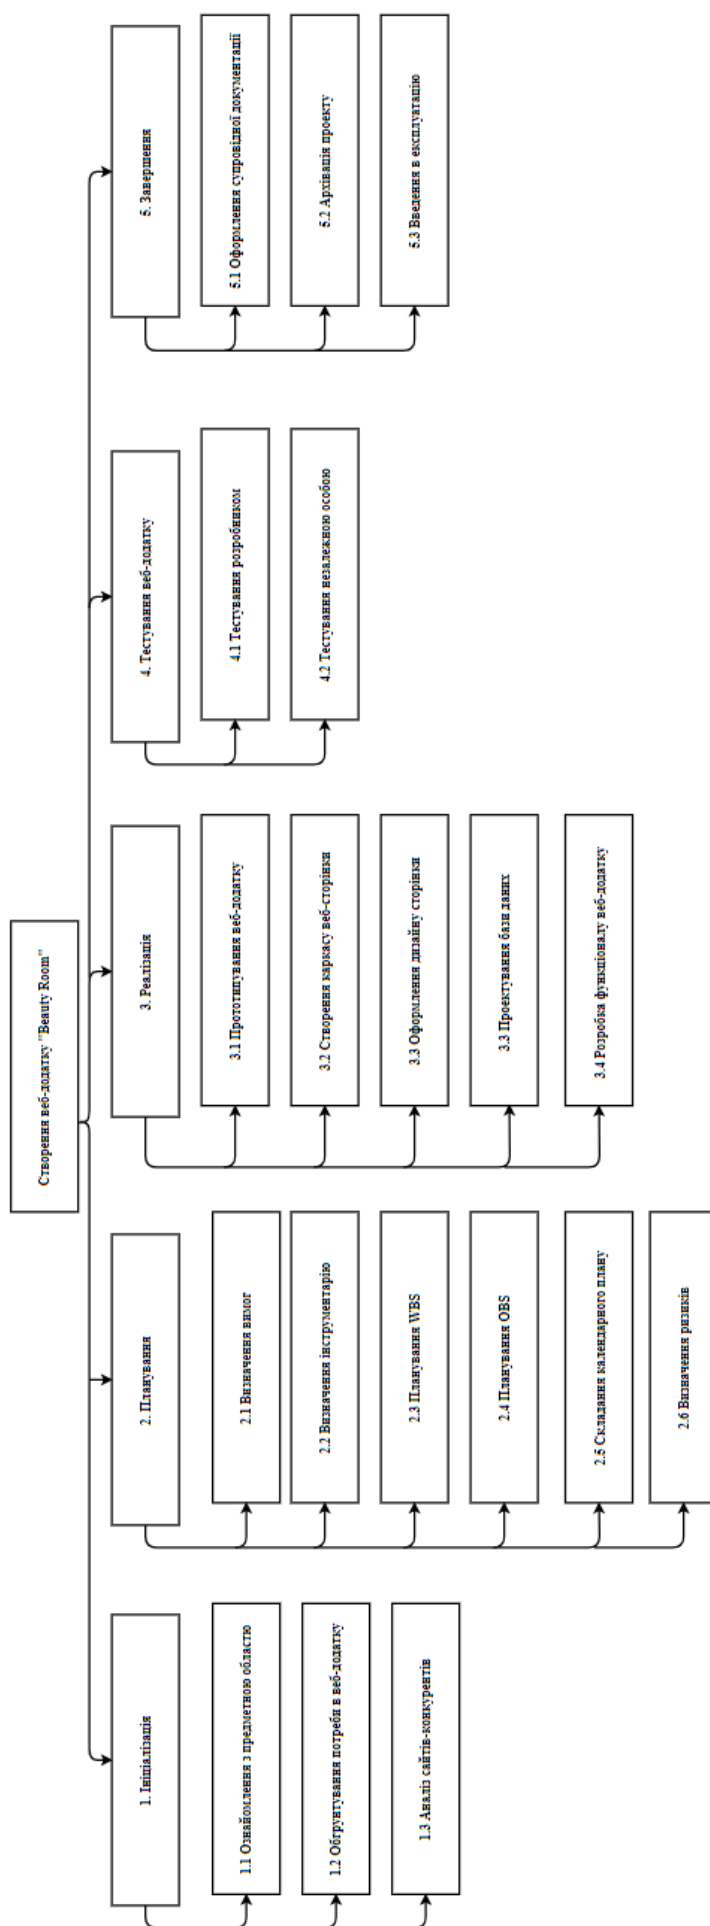 Створення веб-додатку "Beauty Room"
1. Ініціалізація
1.1 Ознайомлення з предметною областю
1.2 Обгрунтування потреби в веб-додатку
1.3 Аналіз сайтів-конкурентів
2. Планування
2.1 Визначення вимог
2.2 Визначення інструментарію
2.3 Планування WBS
2.4 Планування OBS
2.5 Складання календарного плану
2.6 Визначення ризиків
3. Реалізація
3.1 Прототипування веб-додатку
3.2 Створення каркасу веб-сторінки
3.3 Оформлення дизайну сторінки
3.3 Проектування бази даних
3.4 Розробка функціоналу веб-додатку
4. Тестування веб-додатку
4.1 Тестування розробником
4.2 Тестування незалежною особою
5. Завершення
5.1 Оформлення супровідної документації
5.2 Архівація проекту
5.3 Введення в експлуатацію